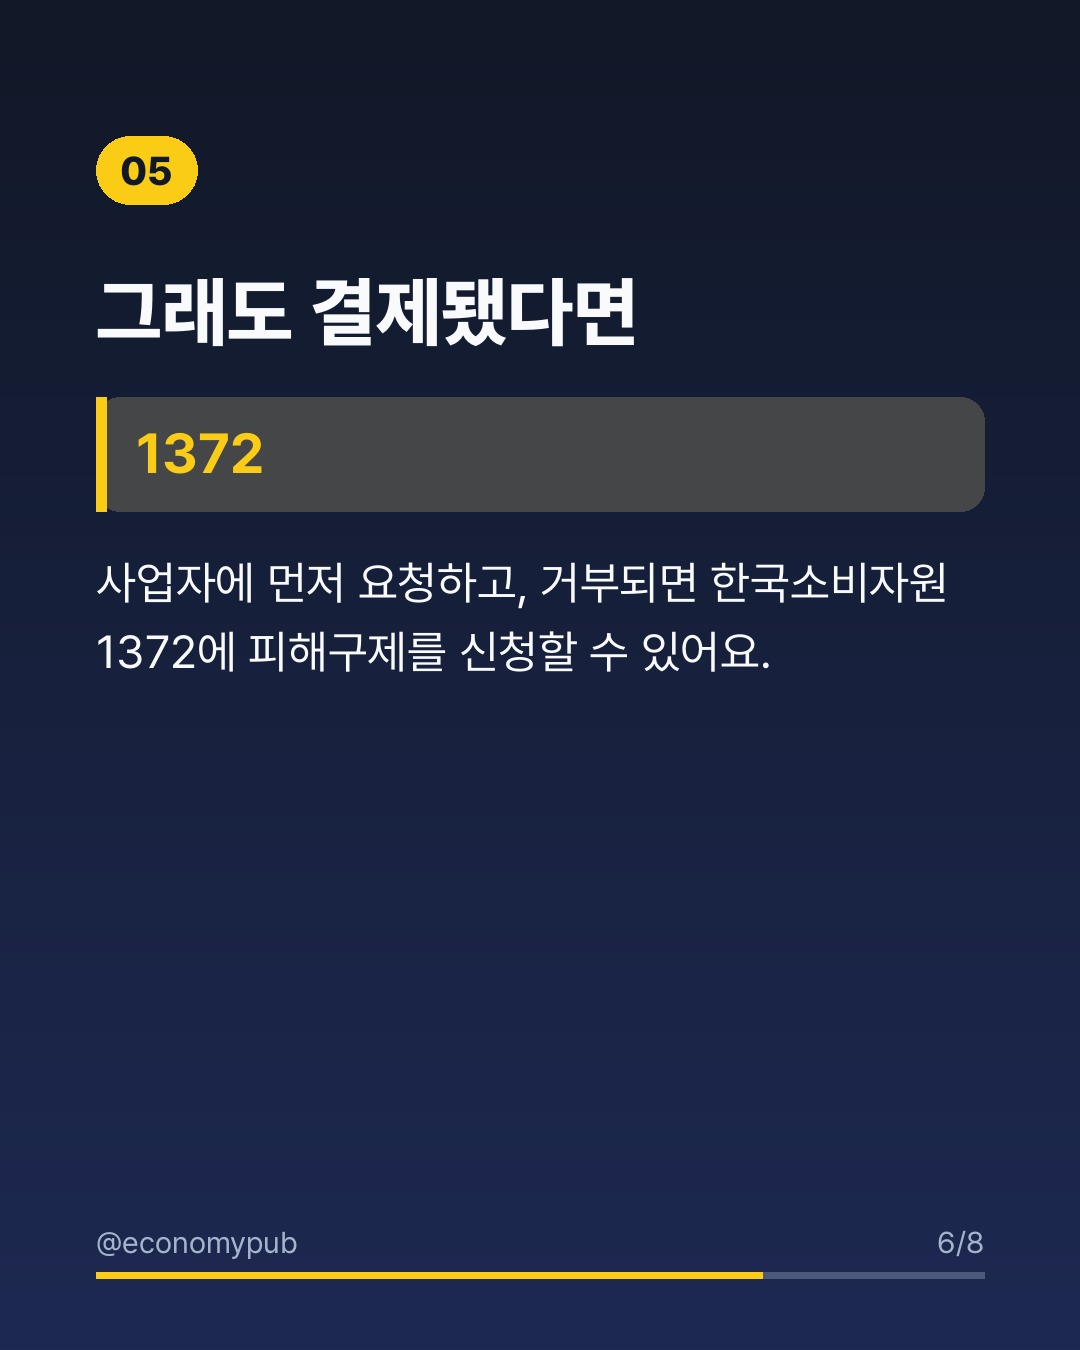 05
그래도 결제됐다면
1372
사업자에 먼저 요청하고, 거부되면 한국소비자원
1372에 피해구제를 신청할 수 있어요.
@economypub
6/8